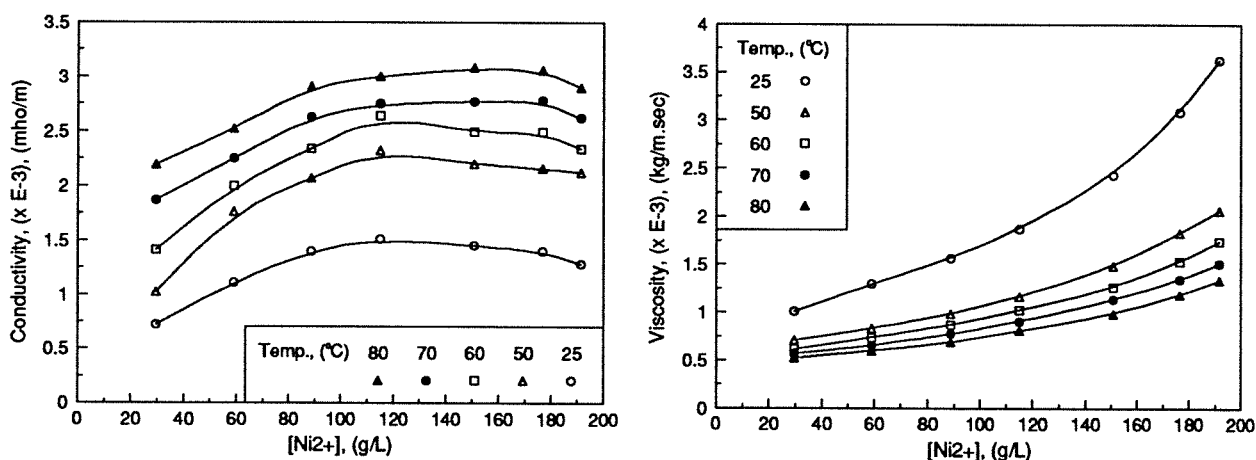 Conductivity, (x E-3), (mho/m)
3.5
3
2.5
2
1.5
1
0.5
0
Temp., (°C) 80 70 60 50 25
0 20 40 60 80 100 120 140 160 180 200
[Ni2+], (g/L)
Viscosity, (x E-3), (kg/m.sec)
4
3.5
3
2.5
2
1.5
1
0.5
0
Temp., (°C)
25
50
60
70
80
0 20 40 60 80 100 120 140 160 180 200
[Ni2+], (g/L)